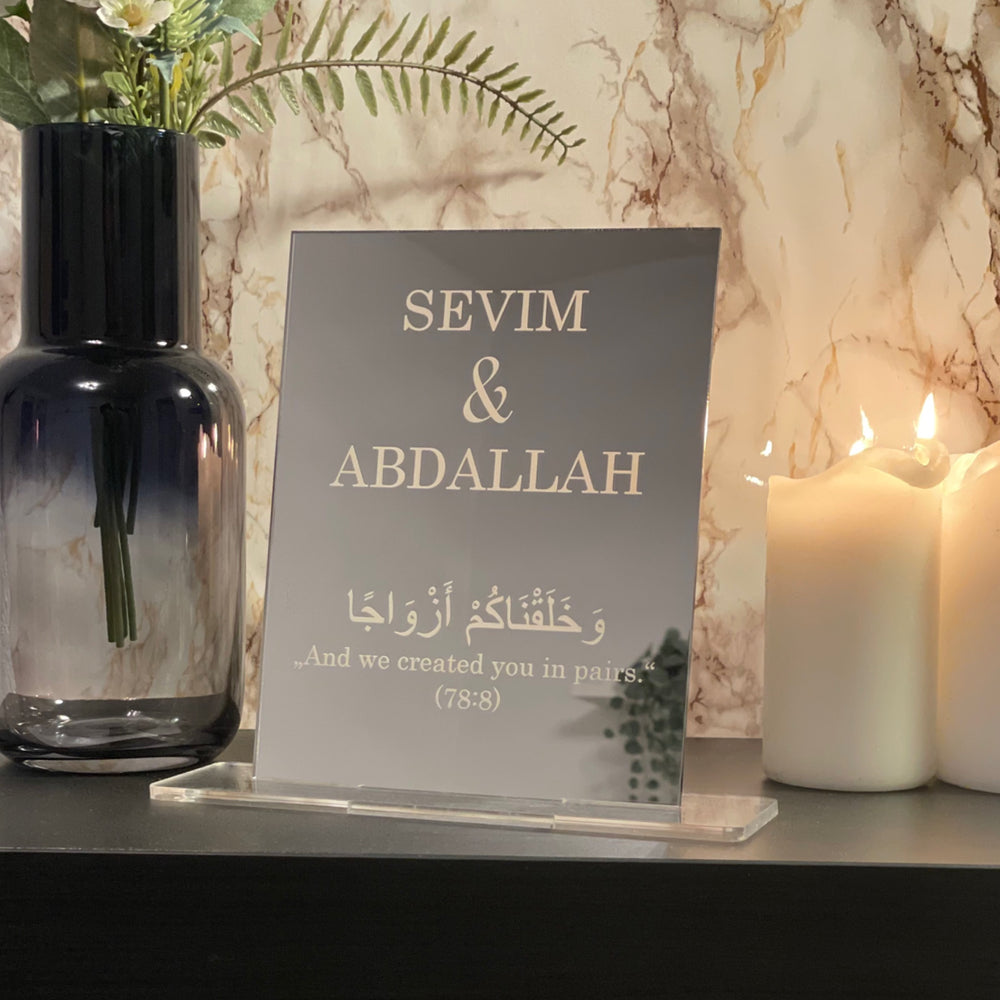 SEVIM
&
ABDALLAH
وَ خَلَقْنَاكُمْ أَزْوَاجًا
„And we created you in pairs.“
(78:8)